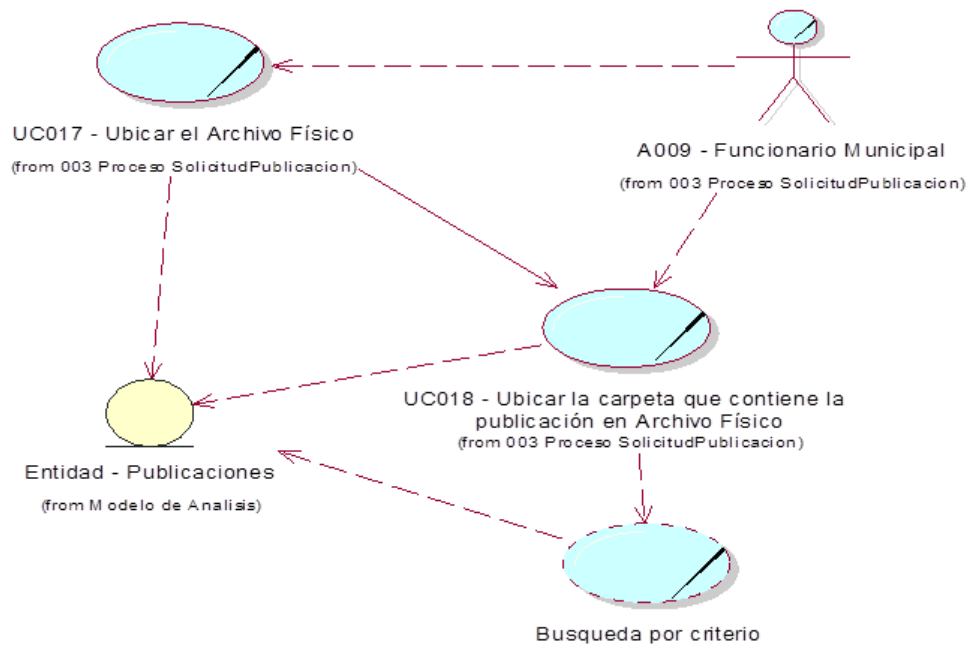 UC017 - Ubicar el Archivo Físico
(from 003 Proceso SolicitudPublicacion)
A009 - Funcionario Municipal
(from 003 Proceso SolicitudPublicacion)
UC018 - Ubicar la carpeta que contiene la
publicación en Archivo Físico
(from 003 Proceso SolicitudPublicacion)
Entidad - Publicaciones
(from Modelo de Analisis)
Busqueda por criterio